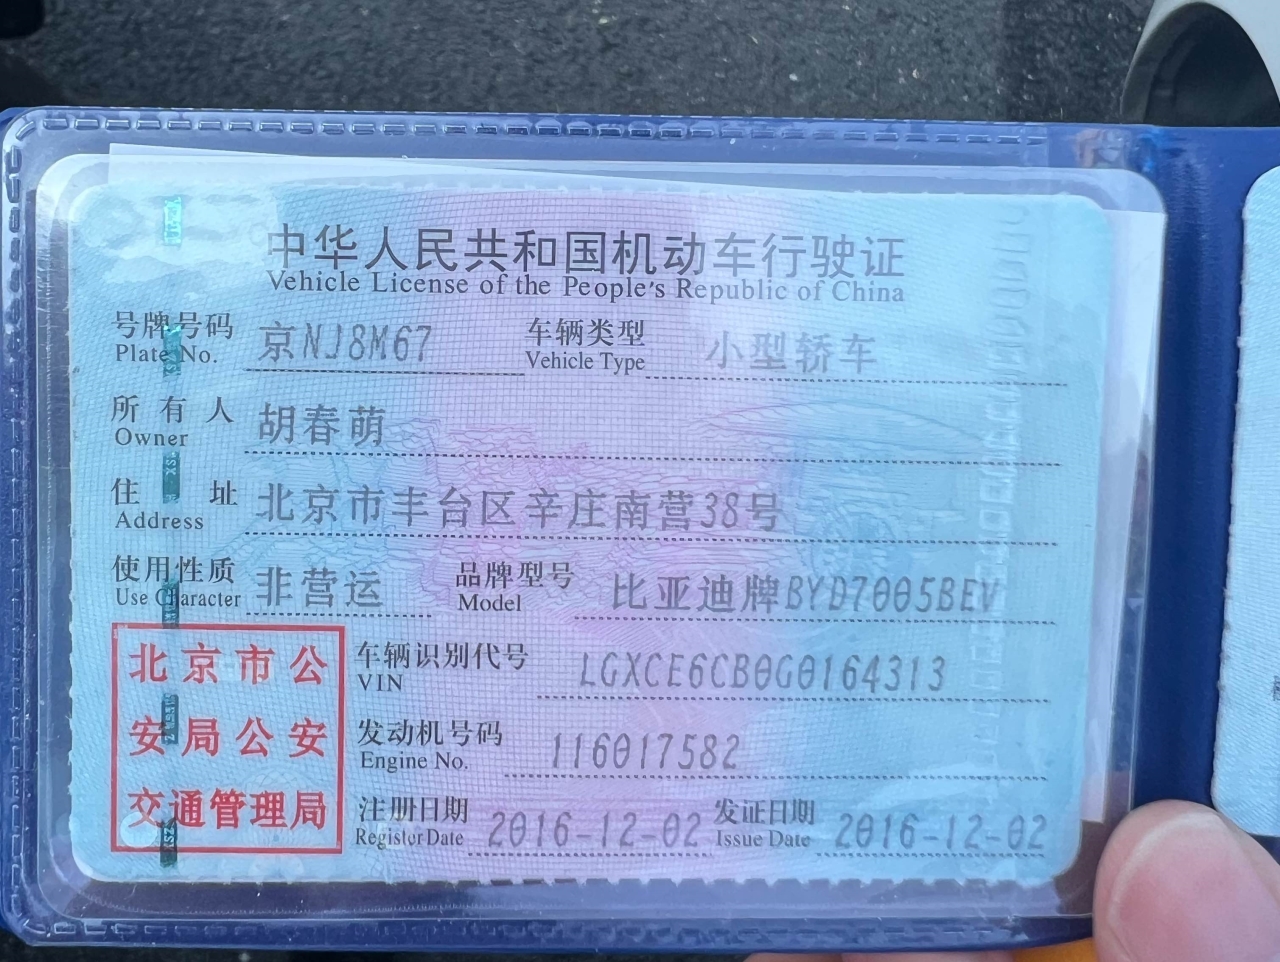 中华人民共和国机动车行驶证
Vehicle License of the People's Republic of China
号牌号码 京NJ8M67 车辆类型 小型轿车
Plate No. Vehicle Type
所有人 胡春萌
Owner
住址 北京市丰台区辛庄南营38号
Address
使用性质 非营运 品牌型号 比亚迪牌BYD7005BEV
Use Character Model
北京市公
安局公安
交通管理局
车辆识别代号 LGXCE6CB0G0164313
VIN
发动机号码 116017582
Engine No.
注册日期 2016-12-02 发证日期 2016-12-02
Register Date Issue Date